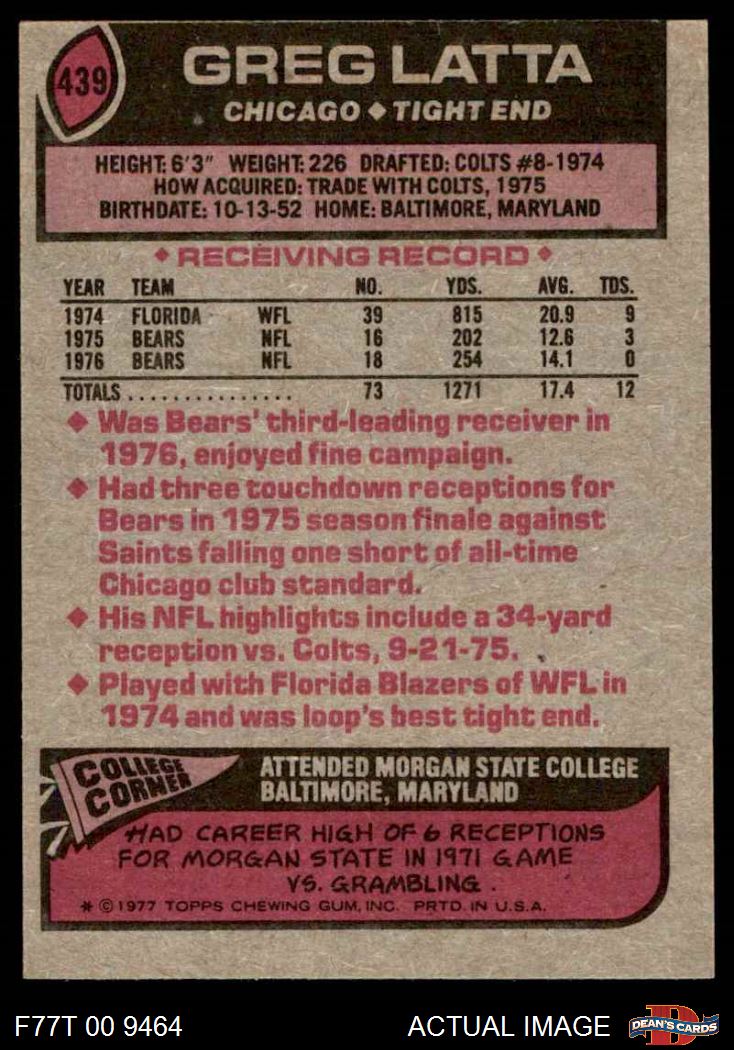 439
GREG LATTA
CHICAGO ◆ TIGHT END
HEIGHT: 6'3" WEIGHT: 226 DRAFTED: COLTS #8-1974
HOW ACQUIRED: TRADE WITH COLTS, 1975
BIRTHDATE: 10-13-52 HOME: BALTIMORE, MARYLAND
◆ RECEIVING RECORD ◆
YEAR TEAM NO. YDS. AVG. TDS.
1974 FLORIDA WFL 39 815 20.9 9
1975 BEARS NFL 16 202 12.6 3
1976 BEARS NFL 18 254 14.1 0
TOTALS ............... 73 1271 17.4 12
◆ Was Bears' third-leading receiver in
1976, enjoyed fine campaign.
◆ Had three touchdown receptions for
Bears in 1975 season finale against
Saints falling one short of all-time
Chicago club standard.
◆ His NFL highlights include a 34-yard
reception vs. Colts, 9-21-75.
◆ Played with Florida Blazers of WFL in
1974 and was loop's best tight end.
COLLEGE
CORNER
ATTENDED MORGAN STATE COLLEGE
BALTIMORE, MARYLAND
HAD CAREER HIGH OF 6 RECEPTIONS
FOR MORGAN STATE IN 1971 GAME
VS. GRAMBLING.
* © 1977 TOPPS CHEWING GUM, INC. PRTD. IN U.S.A.
F77T 00 9464 ACTUAL IMAGE
D
DEAN'S CARDS